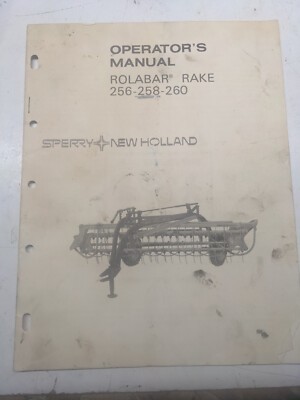 OPERATOR'S
MANUAL
ROLABAR® RAKE
256-258-260
SPERRY NEW HOLLAND